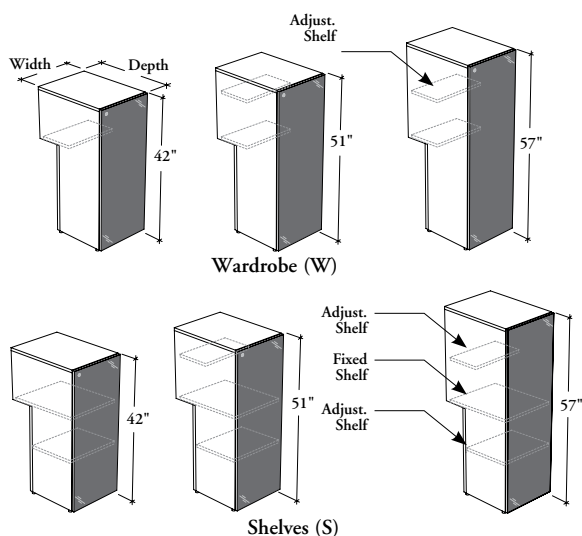 Adjust.
Shelf
Width
Depth
42"
51"
57"
Wardrobe (W)
Adjust.
Shelf
Fixed
Shelf
Adjust.
Shelf
42"
51"
57"
Shelves (S)